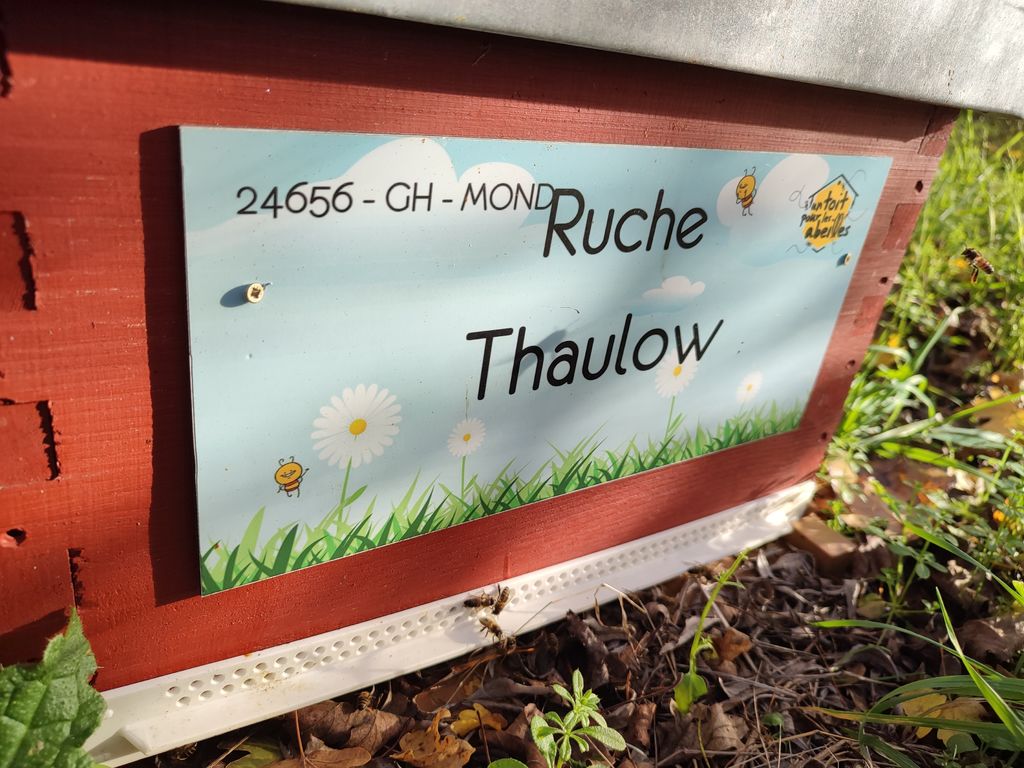 24656 - GH - MOND
Ruche
Thaulow
un toit
pour les
abeilles